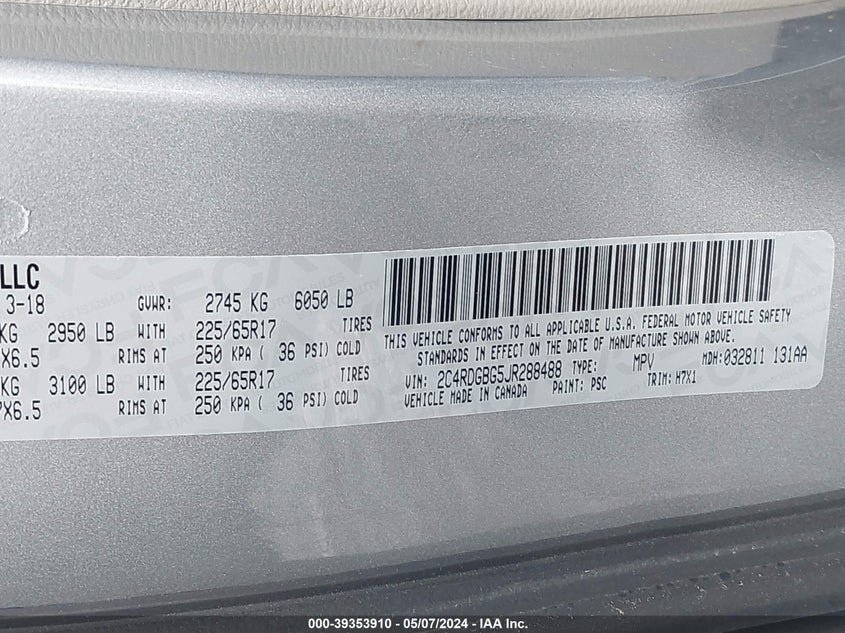 LLC
3-18 GVWR: 2745 KG 6050 LB
KG 2950 LB WITH 225/65R17 TIRES
X6.5 RIMS AT 250 KPA ( 36 PSI) COLD
KG 3100 LB WITH 225/65R17 TIRES
X6.5 RIMS AT 250 KPA ( 36 PSI) COLD
THIS VEHICLE CONFORMS TO ALL APPLICABLE U.S.A. FEDERAL MOTOR VEHICLE SAFETY
STANDARDS IN EFFECT ON THE DATE OF MANUFACTURE SHOWN ABOVE.
VIN: 2C4RDGBG5JR288488 TYPE: MPV MDH: 032811 131AA
VEHICLE MADE IN CANADA PAINT: PSC TRIM: H7X1
000-39353910 - 05/07/2024 - IAA Inc.